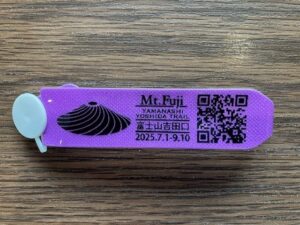 Mt.Fuji
YAMANASHI
YOSHIDA TRAIL
富士山吉田口
2025.7.1-9.10